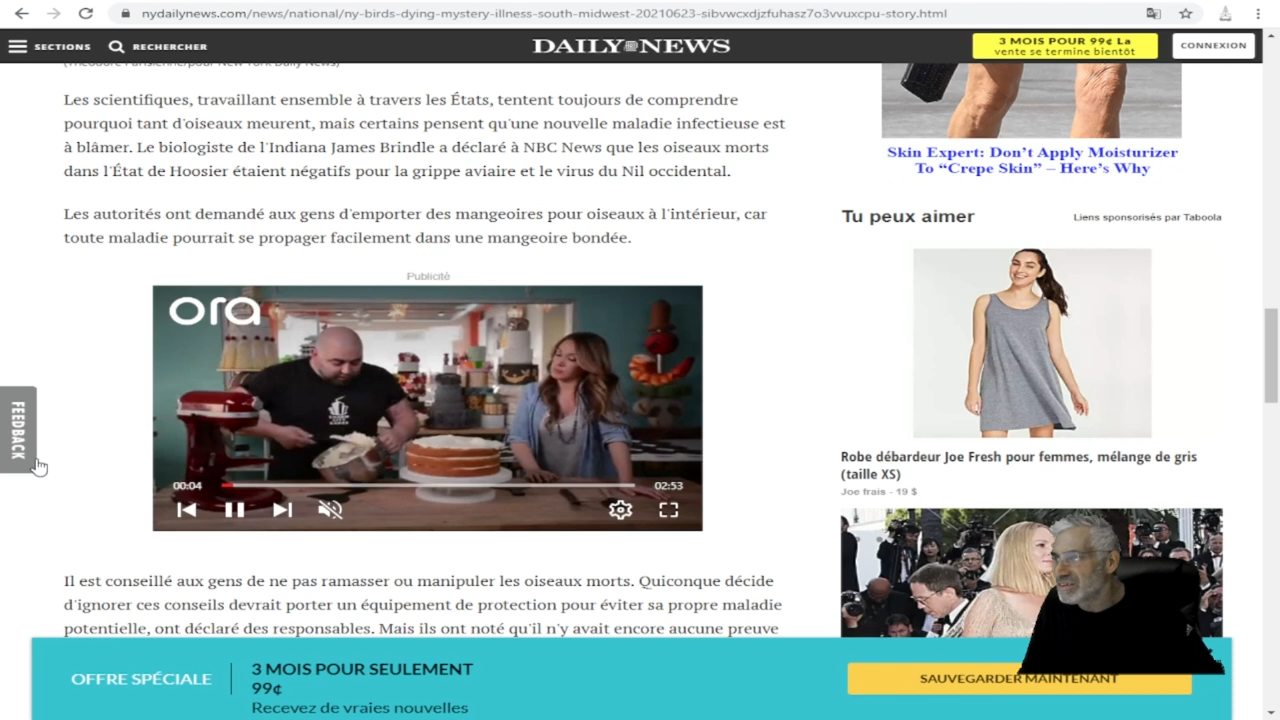 nydailynews.com/news/national/ny-birds-dying-mystery-illness-south-midwest-20210623-sibvwcxdjzfuhasz7o3vvuxcpu-story.html
SECTIONS
RECHERCHER
DAILY NEWS
3 MOIS POUR 99¢ La
vente se termine bientôt
CONNEXION
(Theodore Parisienne/pour New York Daily News)
Les scientifiques, travaillant ensemble à travers les États, tentent toujours de comprendre
pourquoi tant d'oiseaux meurent, mais certains pensent qu'une nouvelle maladie infectieuse est
à blâmer. Le biologiste de l'Indiana James Brindle a déclaré à NBC News que les oiseaux morts
dans l'État de Hoosier étaient négatifs pour la grippe aviaire et le virus du Nil occidental.
Les autorités ont demandé aux gens d'emporter des mangeoires pour oiseaux à l'intérieur, car
toute maladie pourrait se propager facilement dans une mangeoire bondée.
Publicité
ora
00:04
02:53
Il est conseillé aux gens de ne pas ramasser ou manipuler les oiseaux morts. Quiconque décide
d'ignorer ces conseils devrait porter un équipement de protection pour éviter sa propre maladie
potentielle, ont déclaré des responsables. Mais ils ont noté qu'il n'y avait encore aucune preuve
Skin Expert: Don't Apply Moisturizer
To “Crepe Skin” – Here's Why
Tu peux aimer
Liens sponsorisés par Taboola
Robe débardeur Joe Fresh pour femmes, mélange de gris
(taille XS)
Joe frais - 19 $
FEEDBACK
OFFRE SPÉCIALE
3 MOIS POUR SEULEMENT
99¢
Recevez de vraies nouvelles
SAUVEGARDER MAINTENANT